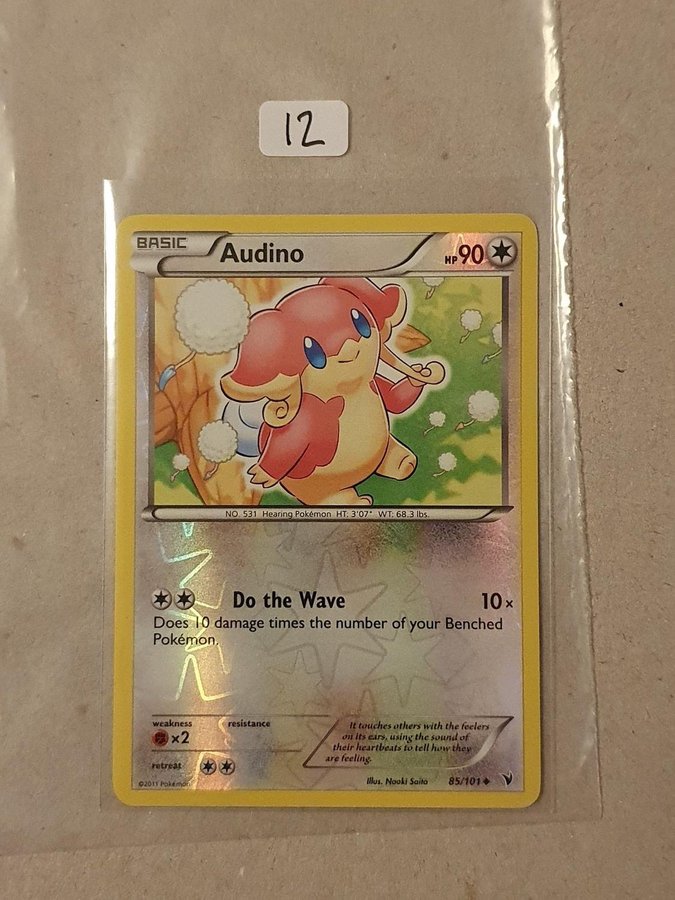 12
BASIC Audino HP 90
NO. 531 Hearing Pokémon HT: 3'07" WT: 68.3 lbs.
Do the Wave 10×
Does 10 damage times the number of your Benched
Pokémon.
weakness resistance
×2
It touches others with the feelers
on its ears, using the sound of
their heartbeats to tell how they
are feeling.
retreat
©2011 Pokémon Illus. Naoki Saito 85/101